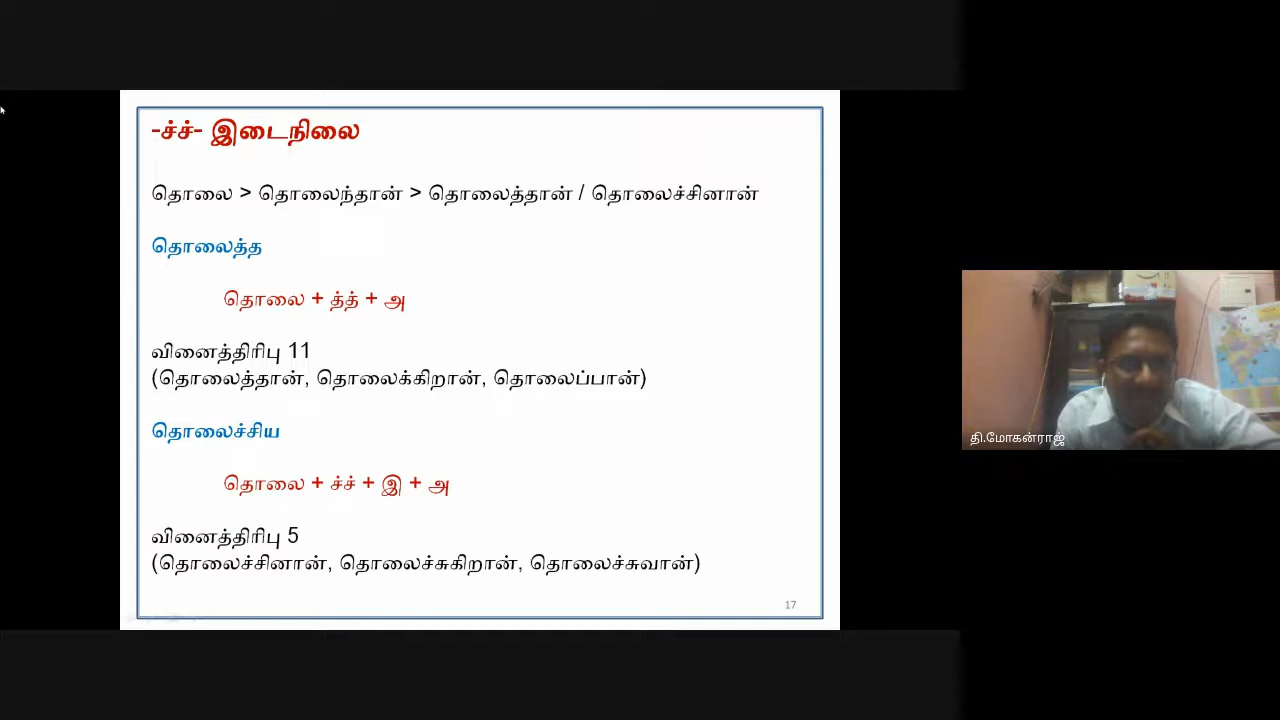 -ச்ச்- இடைநிலை
தொலை > தொலைந்தான் > தொலைத்தான் / தொலைச்சினான்
தொலைத்த
தொலை + த்த் + அ
வினைத்திரிபு 11
(தொலைத்தான், தொலைக்கிறான், தொலைப்பான்)
தொலைச்சிய
தொலை + ச்ச் + இ + அ
வினைத்திரிபு 5
(தொலைச்சினான், தொலைச்சுகிறான், தொலைச்சுவான்)
17
தி.மோகன்ராஜ்